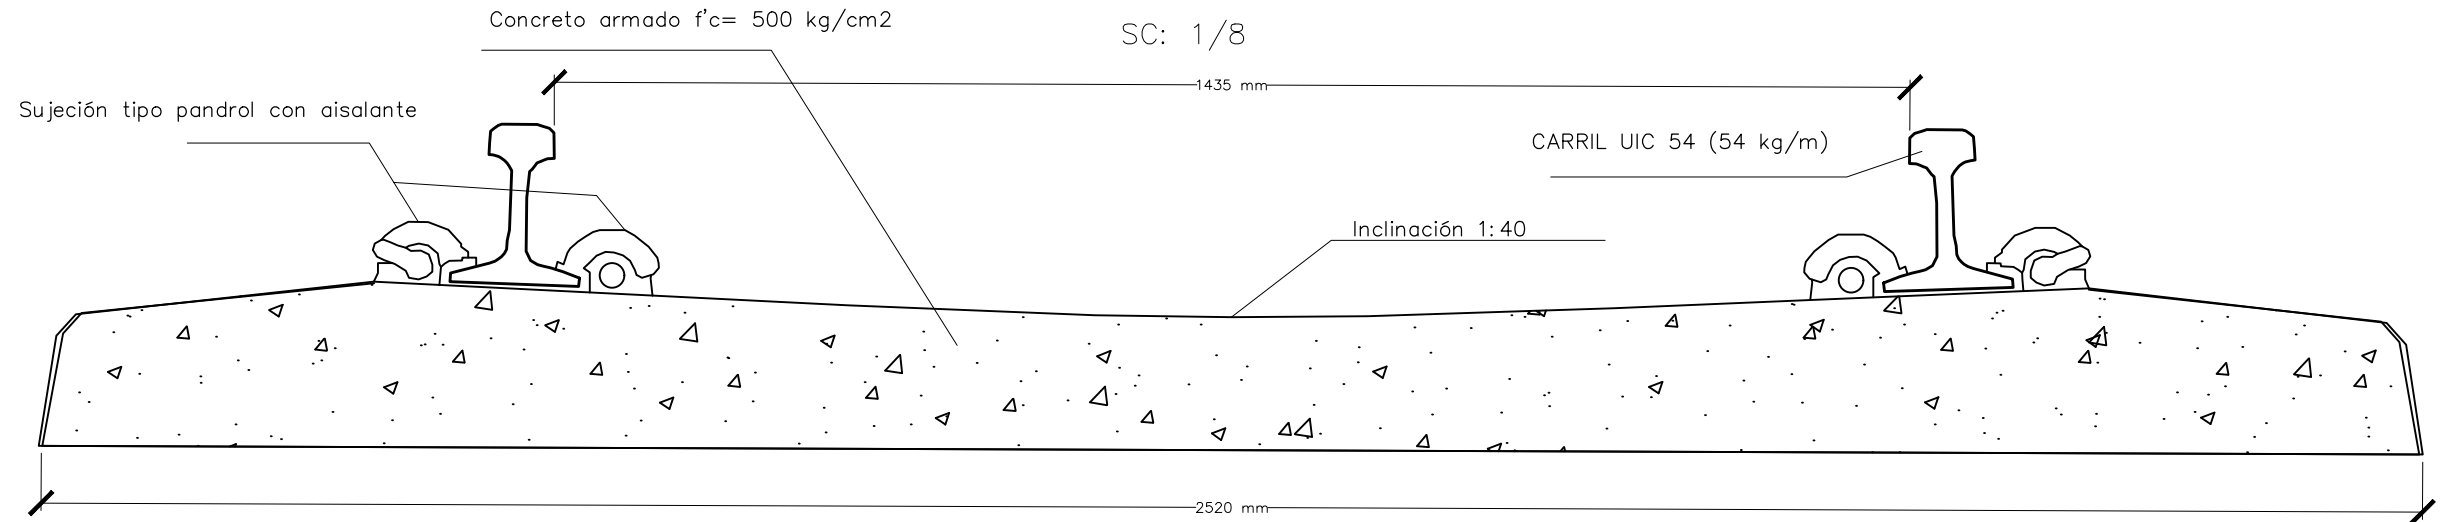 Concreto armado f'c= 500 kg/cm2
SC: 1/8
1435 mm
Sujeción tipo pandrol con aisalante
CARRIL UIC 54 (54 kg/m)
Inclinación 1:40
2520 mm